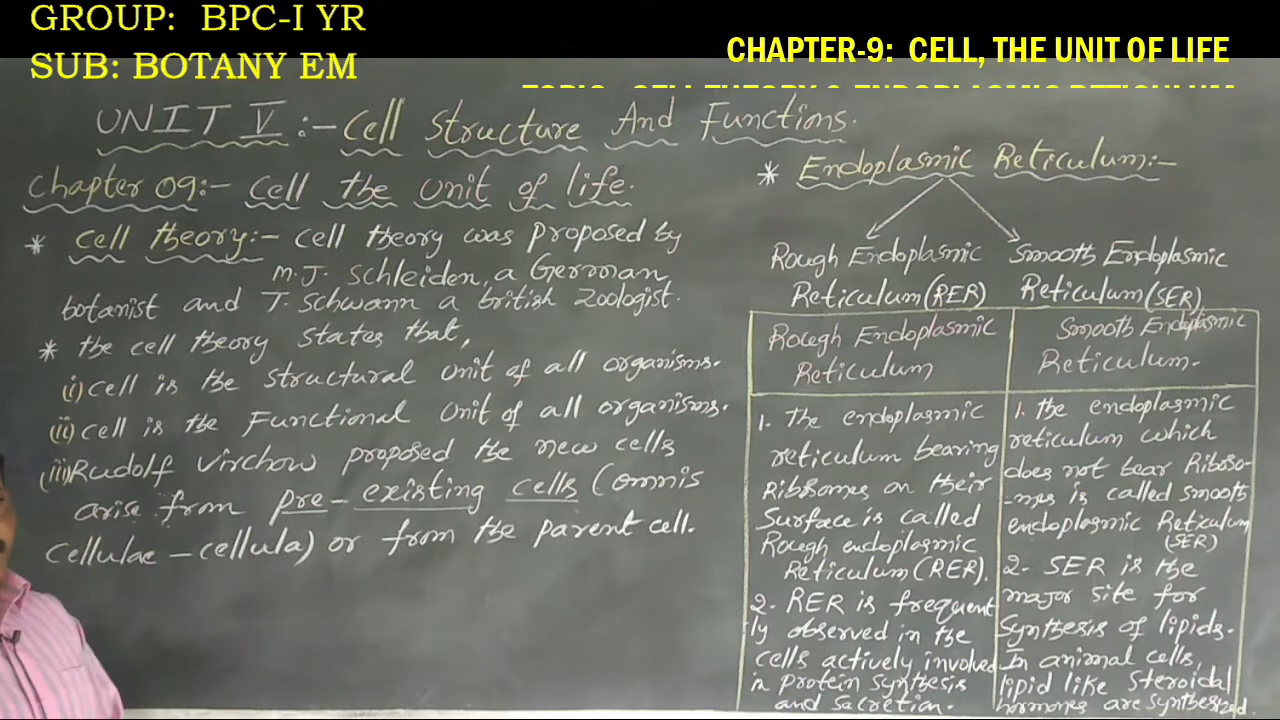 GROUP: BPC-I YR
SUB: BOTANY EM
CHAPTER-9: CELL, THE UNIT OF LIFE
TOPIC: CELL THEORY & ENDOPLASMIC RETICULUM
UNIT V :- Cell Structure And Functions.
Chapter 09:- Cell the Unit of life.
* Cell theory:- Cell theory was proposed by
M.J. Schleiden, a German
botanist and T. Schwann a british Zoologist.
* the cell theory states that,
(i) Cell is the structural unit of all organisms.
(ii) Cell is the Functional Unit of all organisms.
(iii) Rudolf Virchow proposed the new cells
arise from pre-existing cells (omnis
cellulae - cellula) or from the parent cell.
* Endoplasmic Reticulum:-
Rough Endoplasmic
Reticulum (RER)
Smooth Endoplasmic
Reticulum (SER)
Rough Endoplasmic
Reticulum
Smooth Endoplasmic
Reticulum.
1. The endoplasmic
reticulum bearing
Ribosomes on their
Surface is called
Rough endoplasmic
Reticulum (RER).
2. RER is frequent
ly observed in the
cells actively involved
in protein synthesis
and secretion.
1. the endoplasmic
reticulum which
does not bear Riboso-
-mes is called smooth
endoplasmic Reticulum
(SER)
2. SER is the
major site for
synthesis of lipids.
In animal cells,
lipid like steroidal
hormones are synthesized.